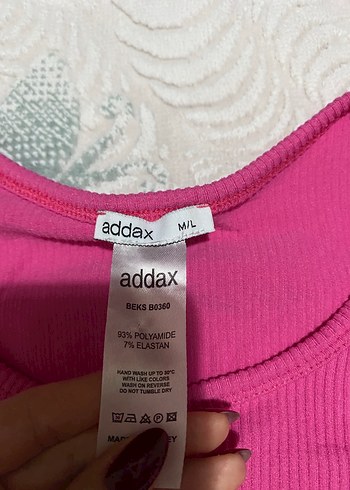 addax M/L
addax
BEKS B0360
93% POLYAMIDE
7% ELASTAN
HAND WASH UP TO 30°C
WITH LIKE COLORS
WASH ON REVERSE
DO NOT TUMBLE DRY